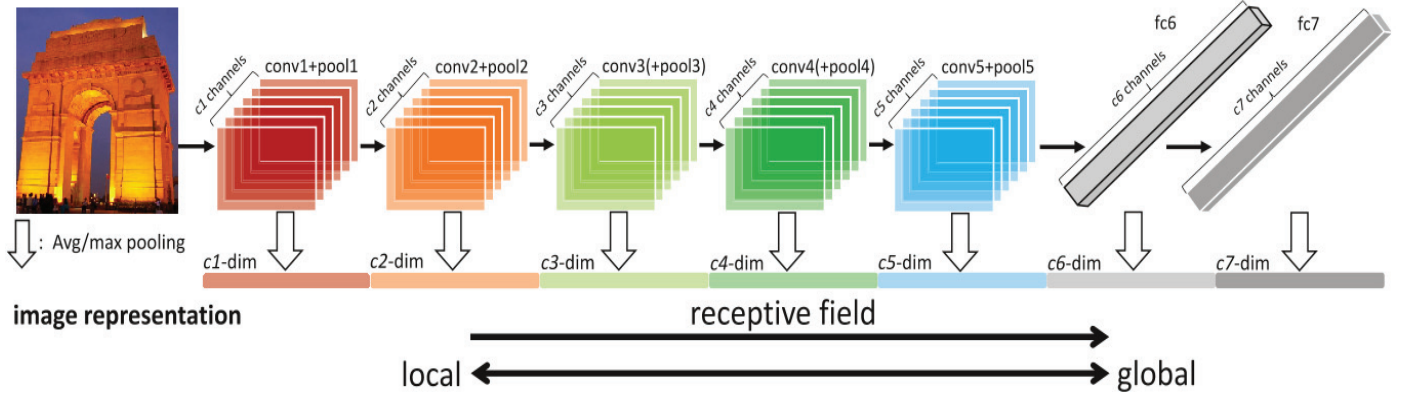 fc6
fc7
conv1+pool1
conv2+pool2
conv3(+pool3)
conv4(+pool4)
conv5+pool5
c1 channels
c2 channels
c3 channels
c4 channels
c5 channels
c6 channels
c7 channels
: Avg/max pooling
c1-dim
c2-dim
c3-dim
c4-dim
c5-dim
c6-dim
c7-dim
image representation
receptive field
local
global